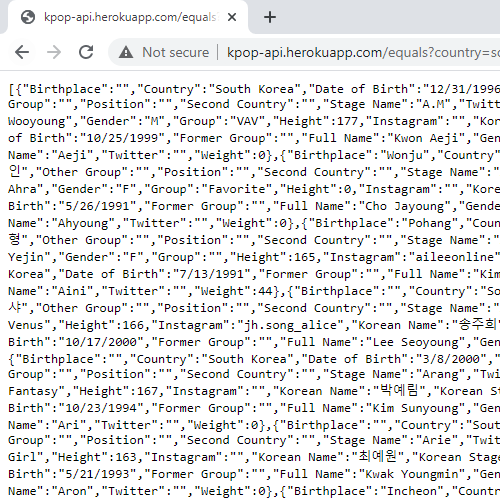 kpop-api.herokuapp.com/equals
Not secure
kpop-api.herokuapp.com/equals?country=so
[{"Birthplace":"","Country":"South Korea","Date of Birth":"12/31/1996
Group":"","Position":"","Second Country":"","Stage Name":"A.M","Twitt
Wooyoung","Gender":"M","Group":"VAV","Height":177,"Instagram":"","Kor
of Birth":"10/25/1999","Former Group":"","Full Name":"Kwon Aeji","Gen
Name":"Aeji","Twitter":"","Weight":0},{"Birthplace":"Wonju","Country"
인","Other Group":"","Position":"","Second Country":"","Stage Name":"
Ahra","Gender":"F","Group":"Favorite","Height":0,"Instagram":"","Kore
Birth":"5/26/1991","Former Group":"","Full Name":"Cho Jayoung","Gende
Name":"Ahyoung","Twitter":"","Weight":0},{"Birthplace":"Pohang","Coun
형","Other Group":"","Position":"","Second Country":"","Stage Name":"
Yejin","Gender":"F","Group":"","Height":165,"Instagram":"aileeonline"
Korea","Date of Birth":"7/13/1991","Former Group":"","Full Name":"Kim
Name":"Aini","Twitter":"","Weight":44},{"Birthplace":"","Country":"So
샤","Other Group":"","Position":"","Second Country":"","Stage Name":"
Venus","Height":166,"Instagram":"jh.song_alice","Korean Name":"송주희"
Birth":"10/17/2000","Former Group":"","Full Name":"Lee Seoyoung","Gen
{"Birthplace":"","Country":"South Korea","Date of Birth":"3/8/2000","
Group":"","Position":"","Second Country":"","Stage Name":"Arang","Twi
Fantasy","Height":167,"Instagram":"","Korean Name":"박예림","Korean St
Birth":"10/23/1994","Former Group":"","Full Name":"Kim Sunyoung","Gen
Name":"Ari","Twitter":"","Weight":0},{"Birthplace":"","Country":"Sout
Group":"","Position":"","Second Country":"","Stage Name":"Arie","Twit
Girl","Height":163,"Instagram":"","Korean Name":"최예원","Korean Stage
Birth":"5/21/1993","Former Group":"","Full Name":"Kwak Youngmin","Gen
Name":"Aron","Twitter":"","Weight":0},{"Birthplace":"Incheon","Count